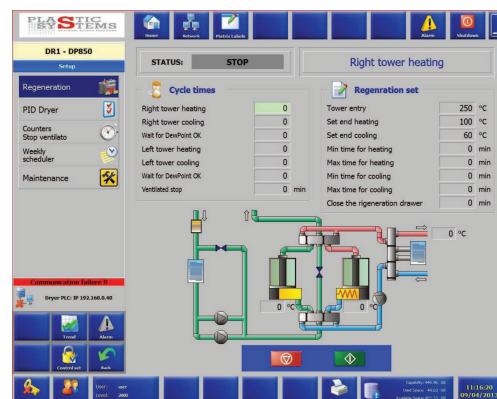 PLASTIC
SYSTEMS
Home
Network
Matrix Labels
Alarm
Shutdown
DR1 - DP850
Setup
STATUS: STOP
Right tower heating
Regeneration
PID Dryer
Counters
Stop ventilato
Weekly
scheduler
Maintenance
Cycle times
Right tower heating 0
Right tower cooling 0
Wait for DewPoint OK 0
Left tower heating 0
Left tower cooling 0
Wait for DewPoint OK 0
Ventilated stop 0 min
Regenration set
Tower entry 250 °C
Set end heating 100 °C
Set end cooling 60 °C
Min time for heating 0 min
Max time for heating 0 min
Min time for cooling 0 min
Max time for cooling 0 min
Close the rigeneration drawer 0 min
0 °C
0 °C
0 °C
Communication failure !!
Dryer PLC: IP 192.168.0.40
Trend
Alarm
Control set
Back
User: user
Level: 2000
11:16:20